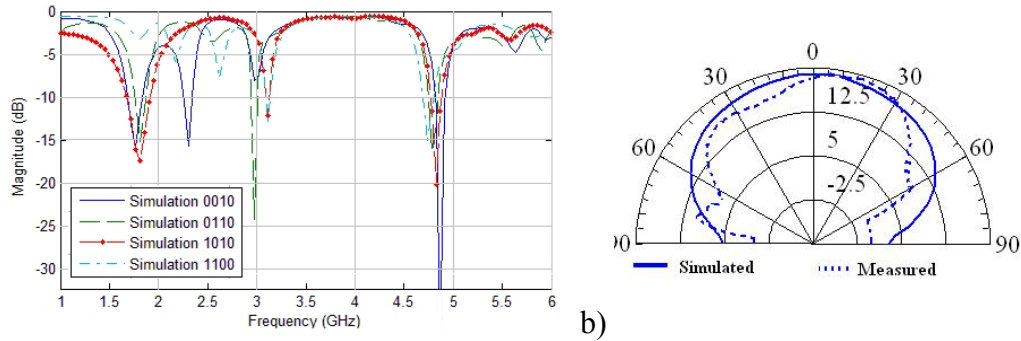 0
-5
-10
-15
-20
-25
-30
Magnitude (dB)
Simulation 0010
Simulation 0110
Simulation 1010
Simulation 1100
1 1.5 2 2.5 3 3.5 4 4.5 5 5.5 6
Frequency (GHz)
b)
0
30 30
12.5
60 5 60
-2.5
90 90
Simulated Measured